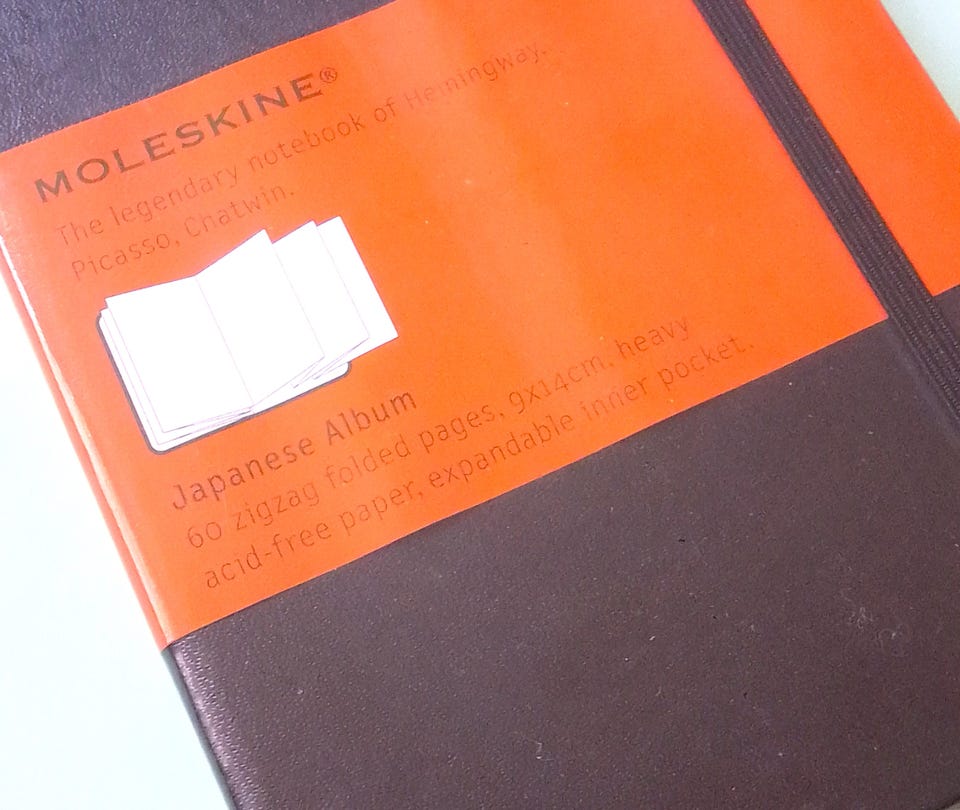 MOLESKINE®
The legendary notebook of Hemingway,
Picasso, Chatwin.
Japanese Album
60 zigzag folded pages, 9x14cm, heavy
acid-free paper, expandable inner pocket.